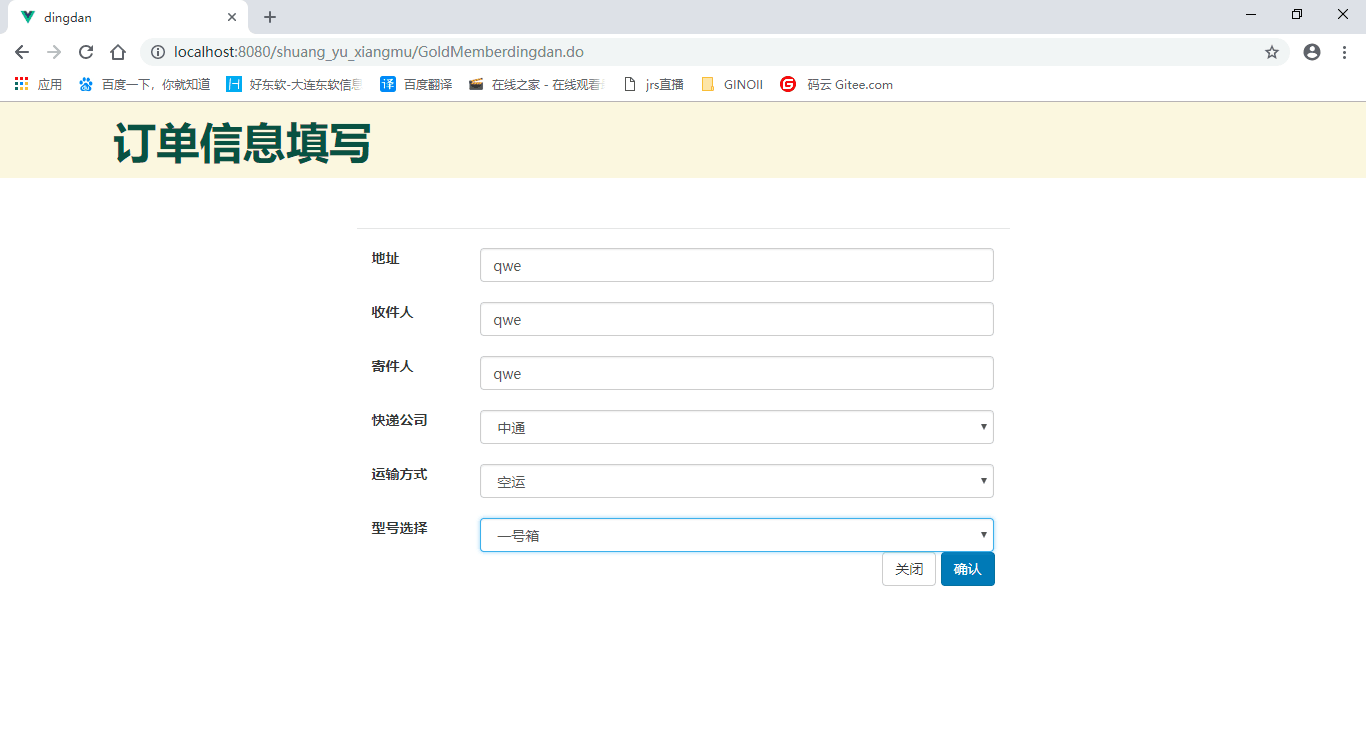 dingdan
localhost:8080/shuang_yu_xiangmu/GoldMemberdingdan.do
应用 百度一下，你就知道 好东软-大连东软信息 百度翻译 在线之家 - 在线观看 jrs直播 GINOII 码云 Gitee.com
订单信息填写
地址 qwe
收件人 qwe
寄件人 qwe
快递公司 中通
运输方式 空运
型号选择 一号箱
关闭 确认